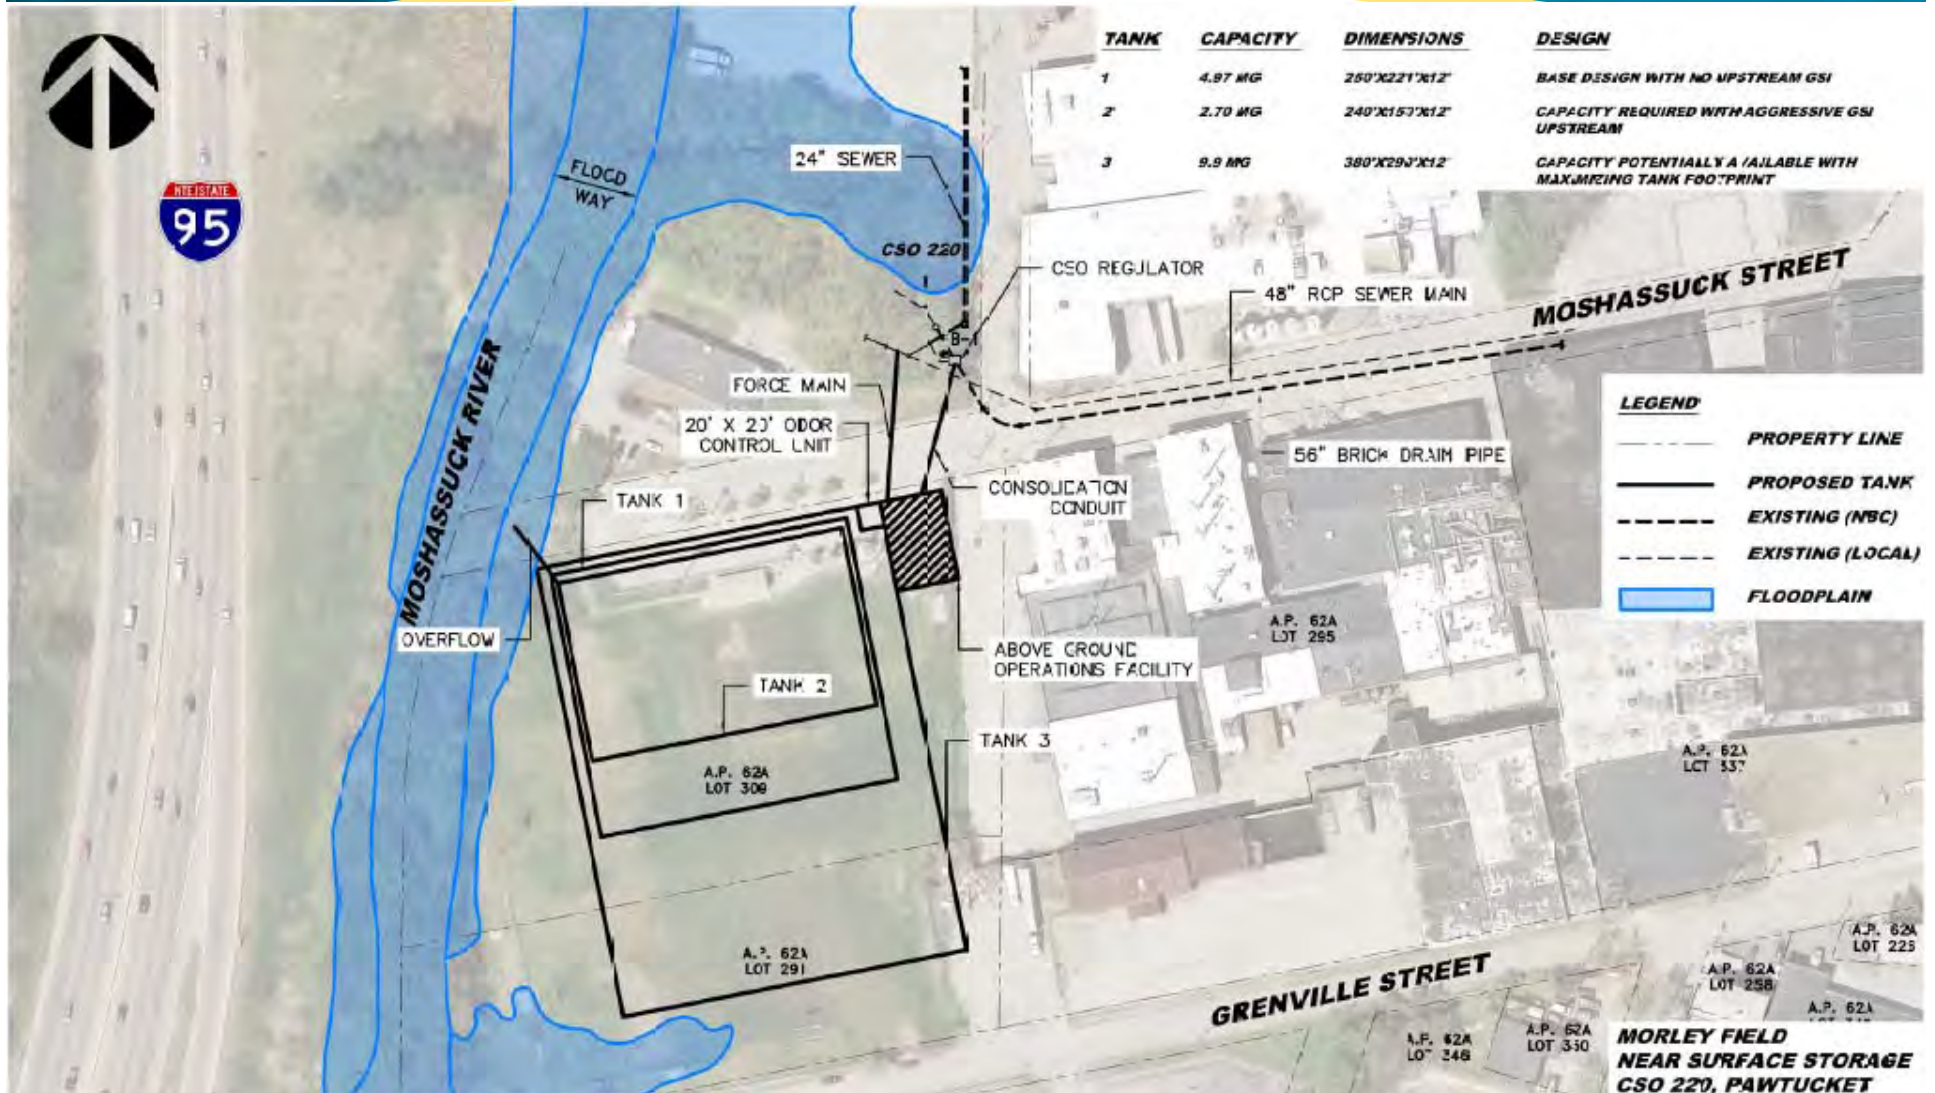 TANK CAPACITY DIMENSIONS DESIGN
1 4.97 MG 260'X221'X12' BASE DESIGN WITH NO UPSTREAM GSI
2 2.70 MG CAPACITY REQUIRED WITH AGGRESSIVE GSI
UPSTREAM
3 9.9 MG 380'X290'X12' CAPACITY POTENTIALLY AVAILABLE WITH
MAXIMIZING TANK FOOTPRINT
INTERSTATE
95
FLOOD
WAY
24" SEWER
CSO 220
CSO REGULATOR
48" RCP SEWER MAIN
MOSHASSUCK STREET
B-1
FORCE MAIN
20' X 20' ODOR
CONTROL UNIT
MOSHASSUCK RIVER
56" BRICK DRAIN PIPE
CONSOLIDATION
CONDUIT
TANK 1
OVERFLOW
ABOVE GROUND
OPERATIONS FACILITY
TANK 2
TANK 3
A.P. 62A
LOT 309
A.P. 62A
LOT 291
A.P. 62A
LOT 295
A.P. 62A
LOT 337
LEGEND
PROPERTY LINE
PROPOSED TANK
EXISTING (NBC)
EXISTING (LOCAL)
FLOODPLAIN
GRENVILLE STREET
A.P. 62A
LOT 225
A.P. 62A
LOT 258
A.P. 62A
A.P. 62A
LOT 346
A.P. 62A
LOT 350
MORLEY FIELD
NEAR SURFACE STORAGE
CSO 220, PAWTUCKET